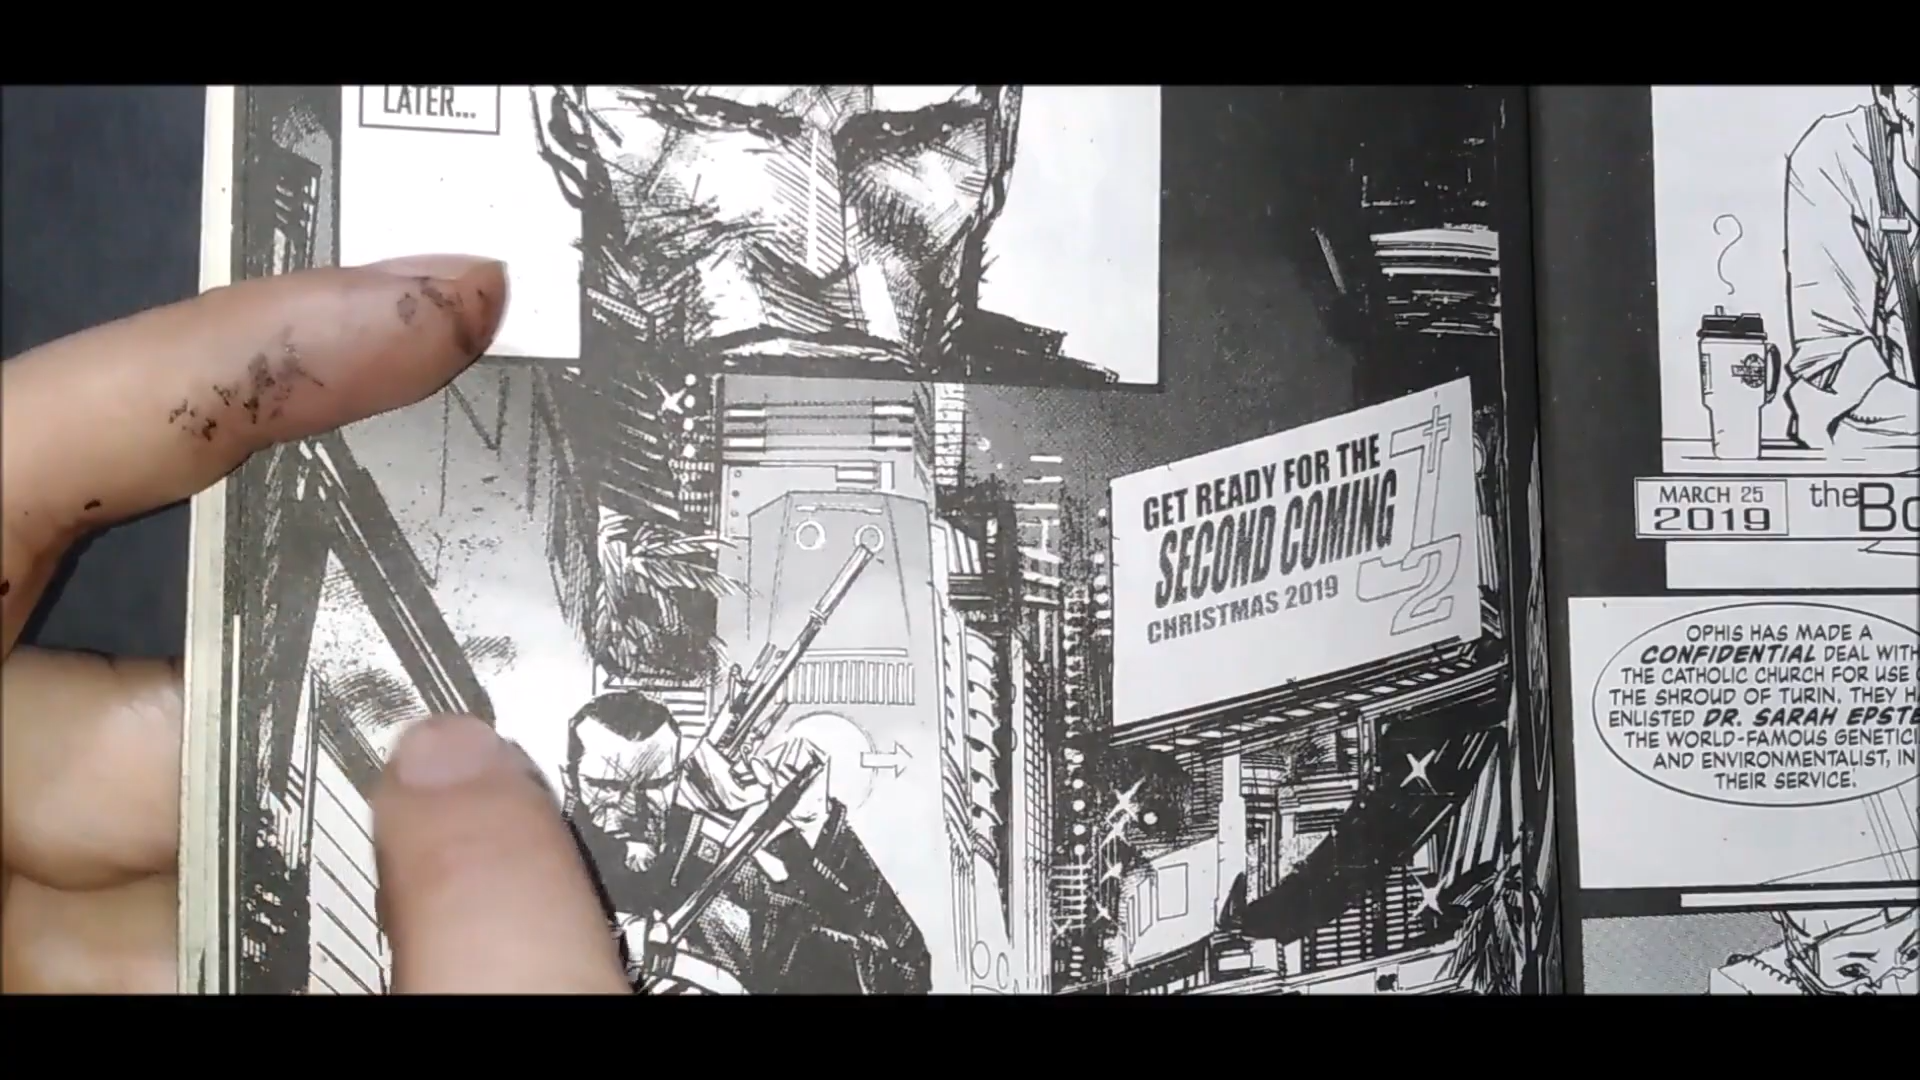 LATER...
GET READY FOR THE
SECOND COMING
CHRISTMAS 2019
J2
MARCH 25
2019
the
OPHIS HAS MADE A
CONFIDENTIAL DEAL WITH
THE CATHOLIC CHURCH FOR USE
THE SHROUD OF TURIN. THEY
ENLISTED DR. SARAH
THE WORLD-FAMOUS
AND ENVIRONMENTALIST, IN
THEIR SERVICE.